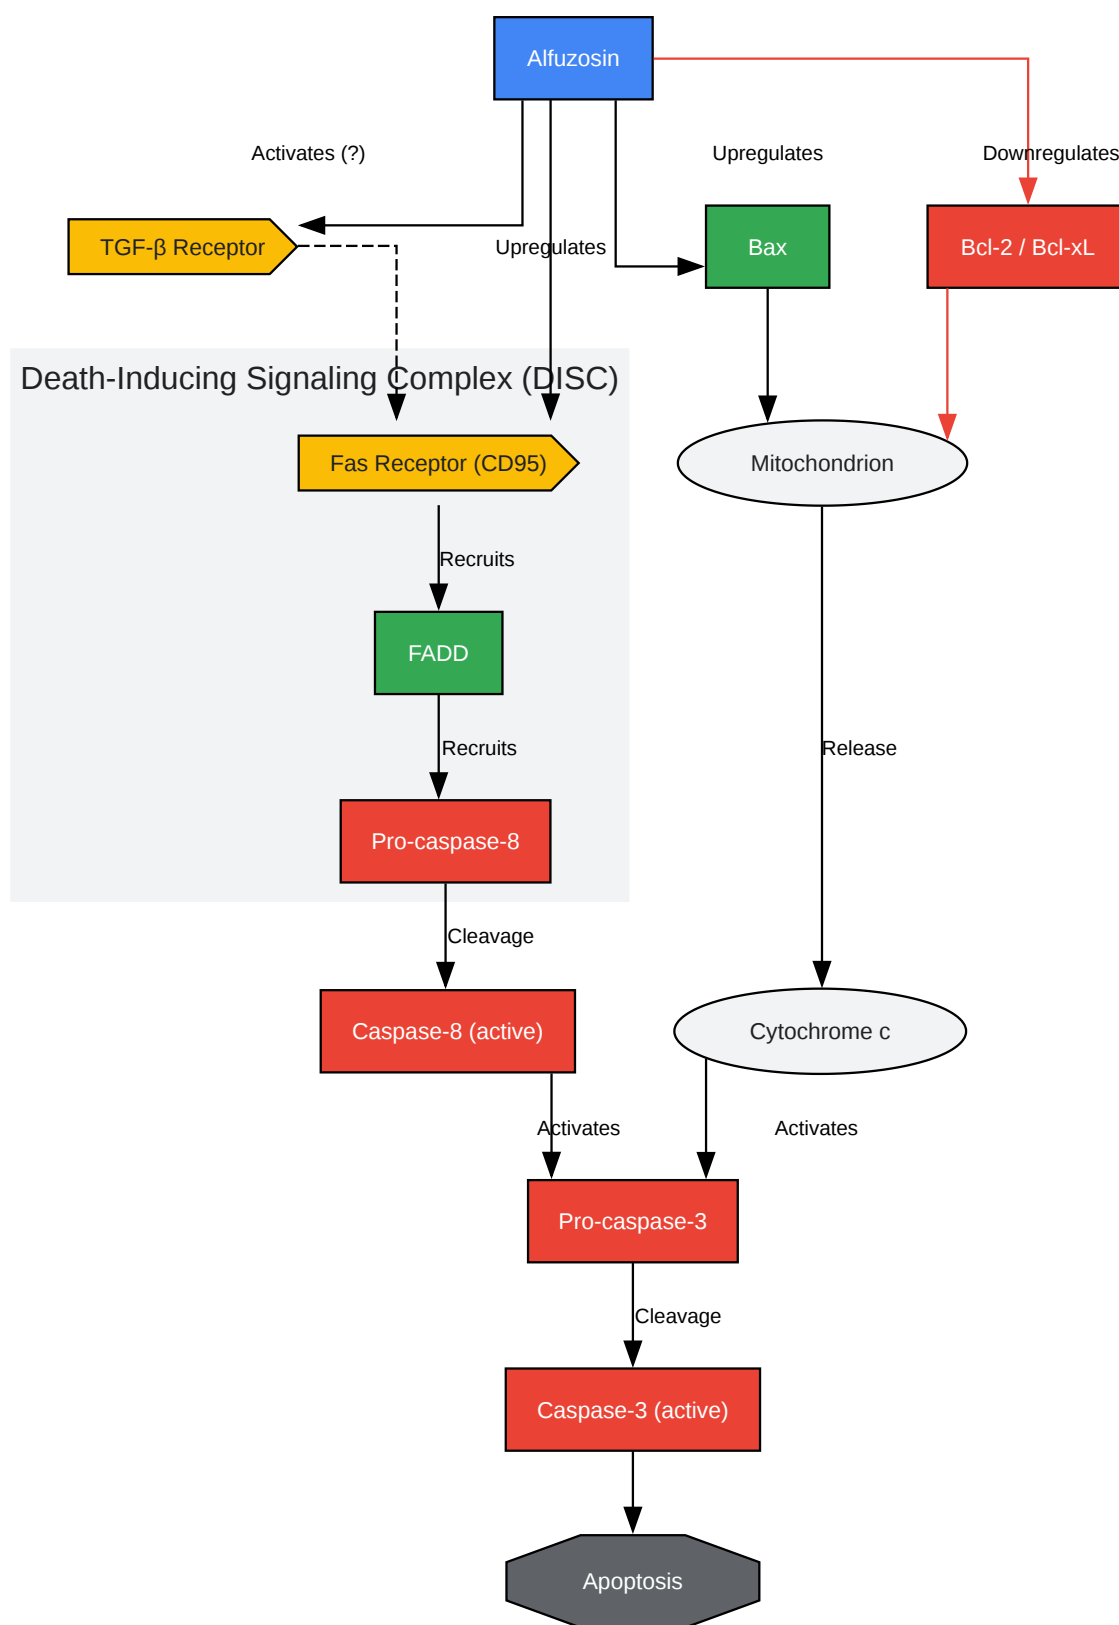 Alfuzosin
Activates (?)
Upregulates
Downregulates
TGF-β Receptor
Upregulates
Bax
Bcl-2 / Bcl-xL
Death-Inducing Signaling Complex (DISC)
Fas Receptor (CD95)
Mitochondrion
Recruits
FADD
Recruits
Release
Pro-caspase-8
Cleavage
Caspase-8 (active)
Cytochrome c
Activates
Activates
Pro-caspase-3
Cleavage
Caspase-3 (active)
Apoptosis